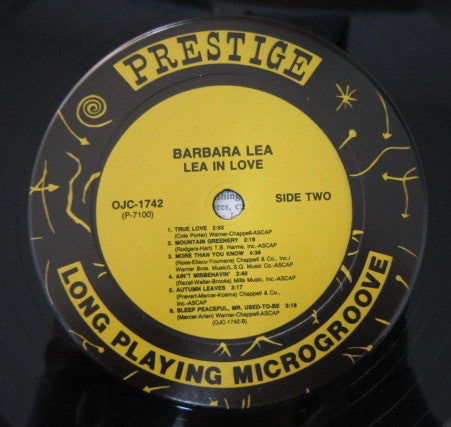 PRESTIGE
BARBARA LEA
LEA IN LOVE
OJC-1742
(P-7100)
SIDE TWO
1. TRUE LOVE 2:53
(Cole Porter) Warner-Chappell-ASCAP
2. MOUNTAIN GREENERY 2:18
(Rodgers-Hart) T.B. Harms, Inc.-ASCAP
3. MORE THAN YOU KNOW 4:36
(Rose-Eliscu-Youmans) Chappell & Co., Inc./
Warner Bros. Music/L.S.Q. Music Co.-ASCAP
4. AIN'T MISBEHAVIN' 2:40
(Razaf-Waller-Brooks) Mills Music, Inc.-ASCAP
5. AUTUMN LEAVES 3:17
(Prevert-Mercer-Kosma) Chappell & Co.,
Inc.-ASCAP
6. SLEEP PEACEFUL, MR. USED-TO-BE 3:18
(Mercer-Arlen) Warner/Chappell-ASCAP
(OJC-1742-B)
LONG PLAYING MICROGROOVE